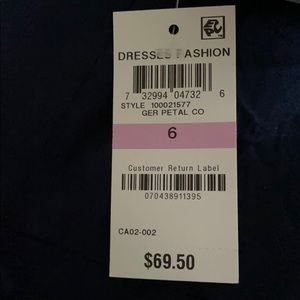 DRESSES FASHION
7 32994 04732 6
STYLE 100021577
GER PETAL CO
6
Customer Return Label
070438911395
CA02-002
$69.50